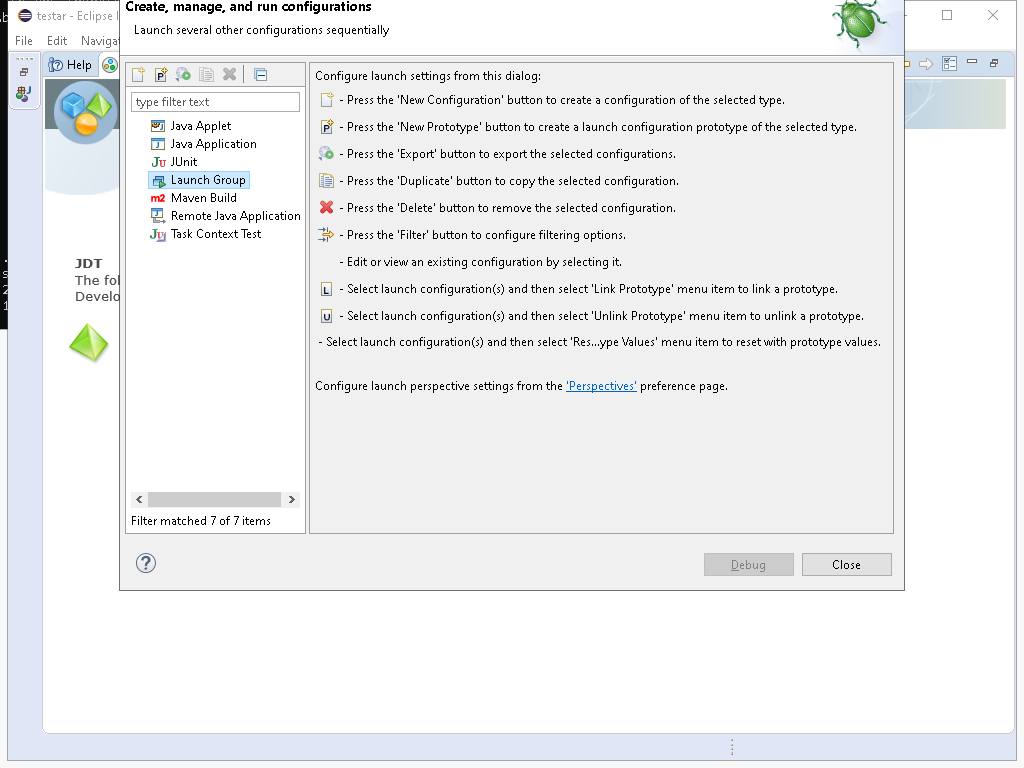 Create, manage, and run configurations
testar - Eclipse I
Launch several other configurations sequentially
File Edit Naviga
Help
type filter text
Java Applet
Java Application
JUnit
Launch Group
Maven Build
Remote Java Application
Task Context Test
Filter matched 7 of 7 items
Configure launch settings from this dialog:
- Press the 'New Configuration' button to create a configuration of the selected type.
- Press the 'New Prototype' button to create a launch configuration prototype of the selected type.
- Press the 'Export' button to export the selected configurations.
- Press the 'Duplicate' button to copy the selected configuration.
- Press the 'Delete' button to remove the selected configuration.
- Press the 'Filter' button to configure filtering options.
- Edit or view an existing configuration by selecting it.
- Select launch configuration(s) and then select 'Link Prototype' menu item to link a prototype.
- Select launch configuration(s) and then select 'Unlink Prototype' menu item to unlink a prototype.
- Select launch configuration(s) and then select 'Res...ype Values' menu item to reset with prototype values.
Configure launch perspective settings from the 'Perspectives' preference page.
JDT
The fol
Develo
Debug
Close